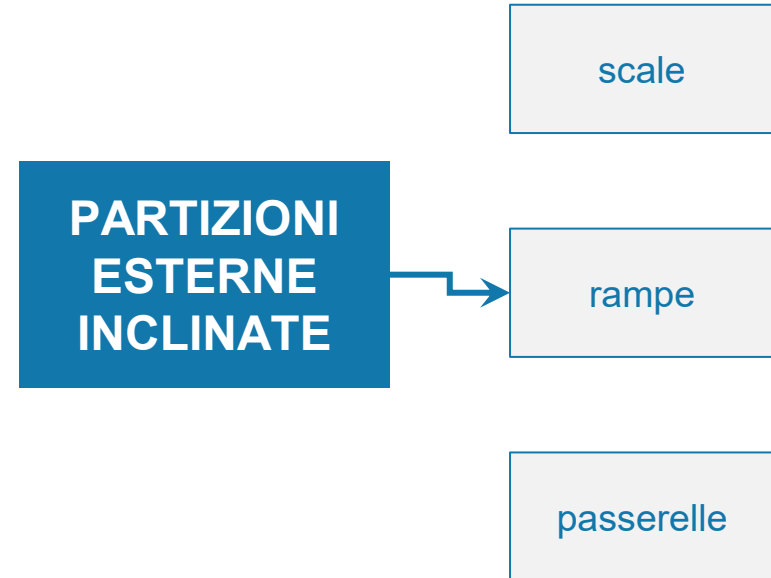 scale
PARTIZIONI
ESTERNE
INCLINATE
rampe
passerelle